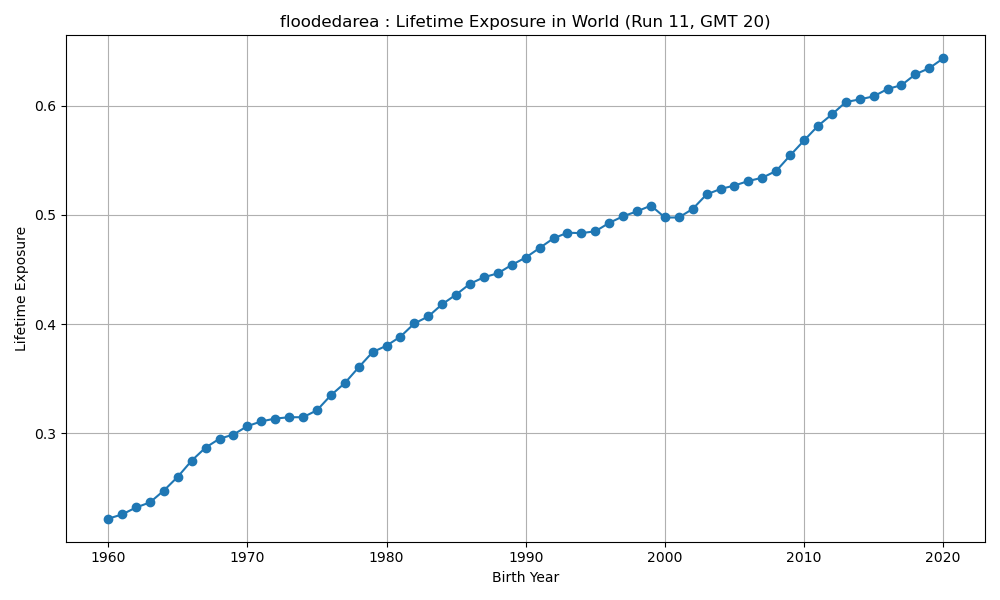 floodedarea : Lifetime Exposure in World (Run 11, GMT 20)
Lifetime Exposure
0.6
0.5
0.4
0.3
1960 1970 1980 1990 2000 2010 2020
Birth Year